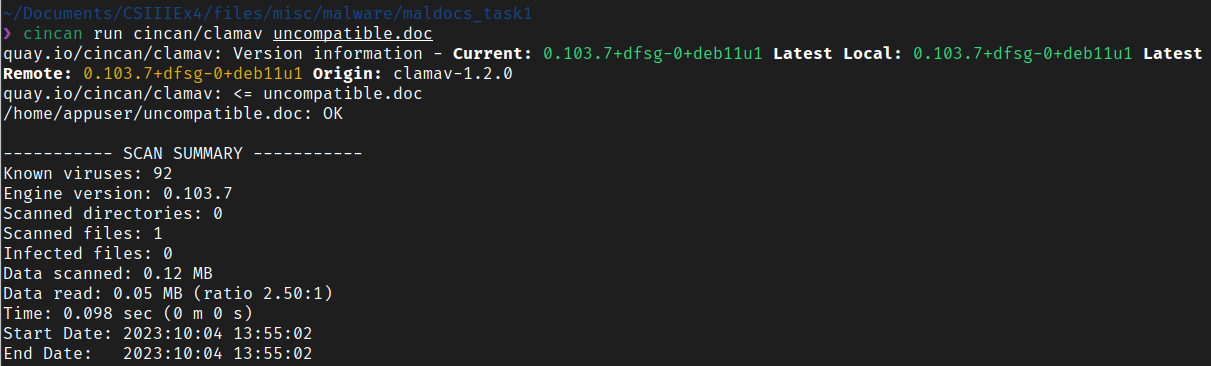 ~/Documents/CSIIIEx4/files/misc/malware/maldocs_task1
❯ cincan run cincan/clamav uncompatible.doc
quay.io/cincan/clamav: Version information - Current: 0.103.7+dfsg-0+deb11u1 Latest Local: 0.103.7+dfsg-0+deb11u1 Latest
Remote: 0.103.7+dfsg-0+deb11u1 Origin: clamav-1.2.0
quay.io/cincan/clamav: <= uncompatible.doc
/home/appuser/uncompatible.doc: OK
----------- SCAN SUMMARY -----------
Known viruses: 92
Engine version: 0.103.7
Scanned directories: 0
Scanned files: 1
Infected files: 0
Data scanned: 0.12 MB
Data read: 0.05 MB (ratio 2.50:1)
Time: 0.098 sec (0 m 0 s)
Start Date: 2023:10:04 13:55:02
End Date:   2023:10:04 13:55:02